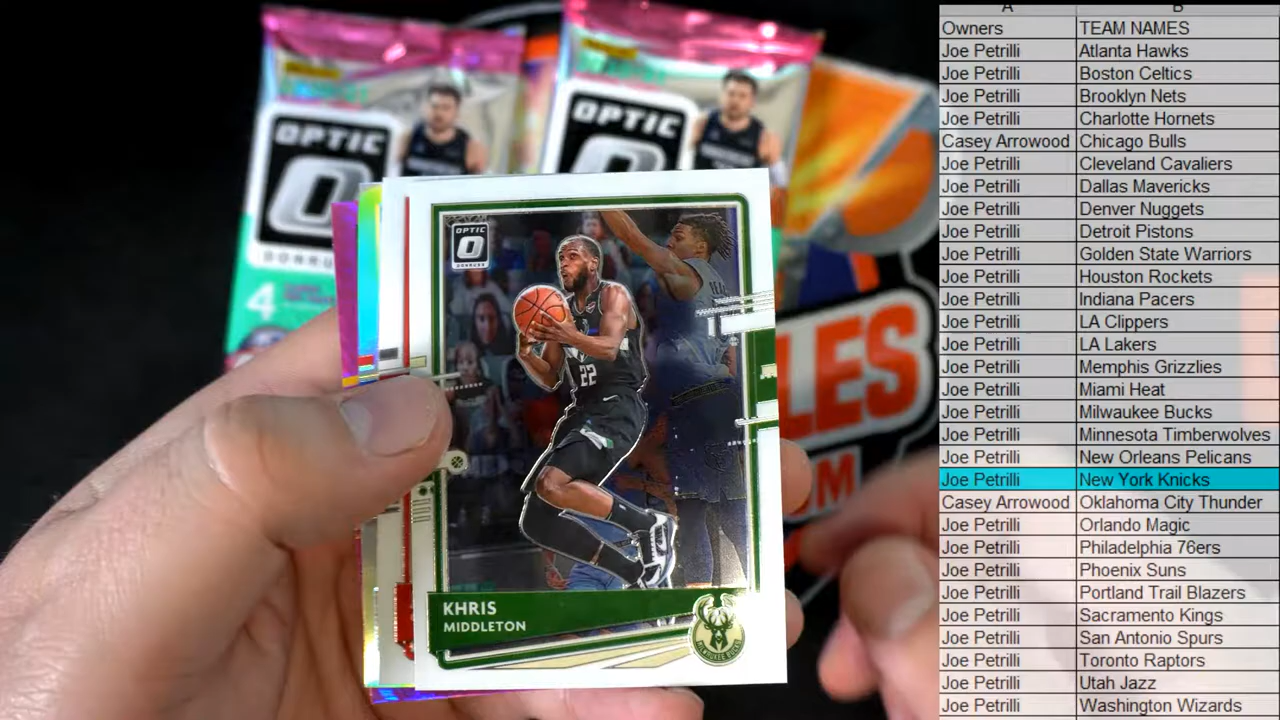 OPTIC
DONRU
4
OPTIC
OPTIC
DONRUSS
22
KHRIS
MIDDLETON
MILWAUKEE BUCKS
LES
M
A B
Owners TEAM NAMES
Joe Petrilli Atlanta Hawks
Joe Petrilli Boston Celtics
Joe Petrilli Brooklyn Nets
Joe Petrilli Charlotte Hornets
Casey Arrowood Chicago Bulls
Joe Petrilli Cleveland Cavaliers
Joe Petrilli Dallas Mavericks
Joe Petrilli Denver Nuggets
Joe Petrilli Detroit Pistons
Joe Petrilli Golden State Warriors
Joe Petrilli Houston Rockets
Joe Petrilli Indiana Pacers
Joe Petrilli LA Clippers
Joe Petrilli LA Lakers
Joe Petrilli Memphis Grizzlies
Joe Petrilli Miami Heat
Joe Petrilli Milwaukee Bucks
Joe Petrilli Minnesota Timberwolves
Joe Petrilli New Orleans Pelicans
Joe Petrilli New York Knicks
Casey Arrowood Oklahoma City Thunder
Joe Petrilli Orlando Magic
Joe Petrilli Philadelphia 76ers
Joe Petrilli Phoenix Suns
Joe Petrilli Portland Trail Blazers
Joe Petrilli Sacramento Kings
Joe Petrilli San Antonio Spurs
Joe Petrilli Toronto Raptors
Joe Petrilli Utah Jazz
Joe Petrilli Washington Wizards